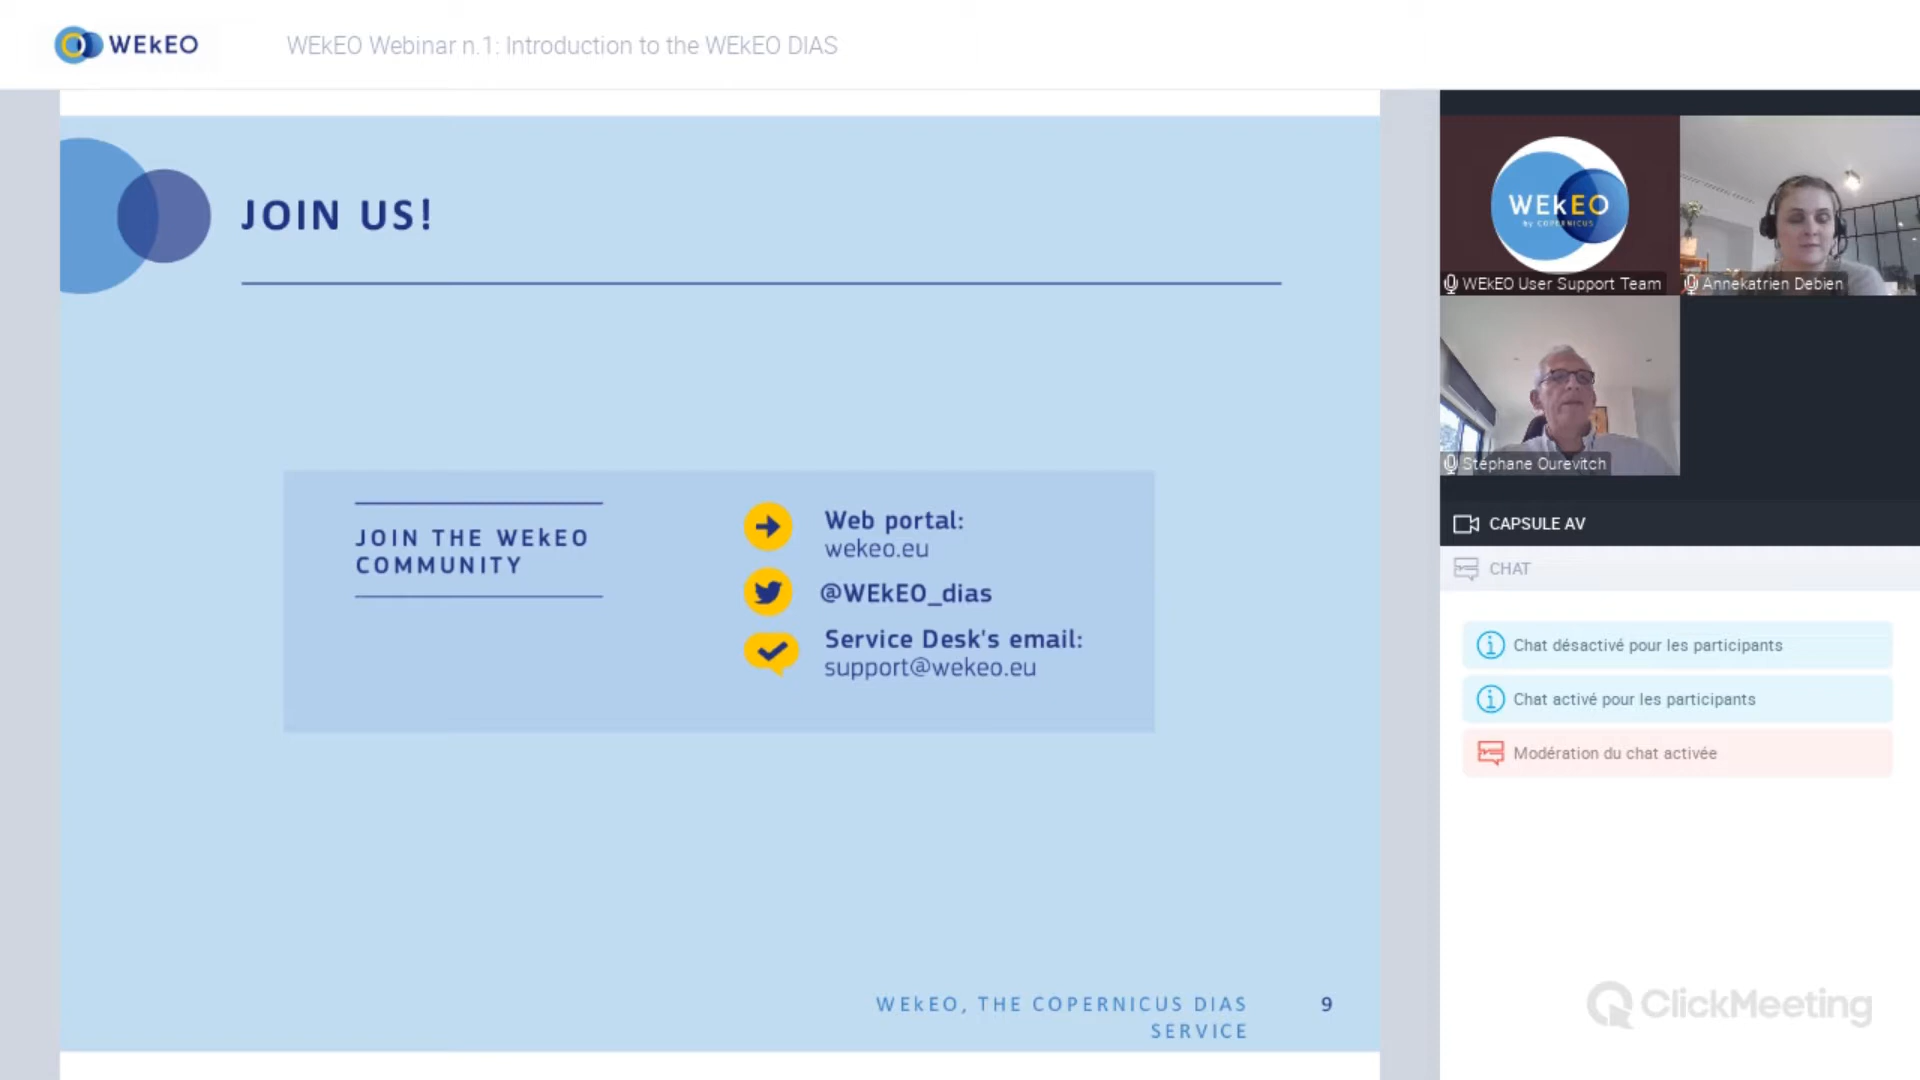 WEkEO
WEkEO Webinar n.1: Introduction to the WEkEO DIAS
JOIN US!
JOIN THE WEkEO
COMMUNITY
Web portal:
wekeo.eu
@WEkEO_dias
Service Desk's email:
support@wekeo.eu
WEkEO, THE COPERNICUS DIAS
SERVICE
9
WEkEO
by COPERNICUS
WEkEO User Support Team
Annekatrien Debien
Stéphane Ourevitch
CAPSULE AV
CHAT
Chat désactivé pour les participants
Chat activé pour les participants
Modération du chat activée
ClickMeeting